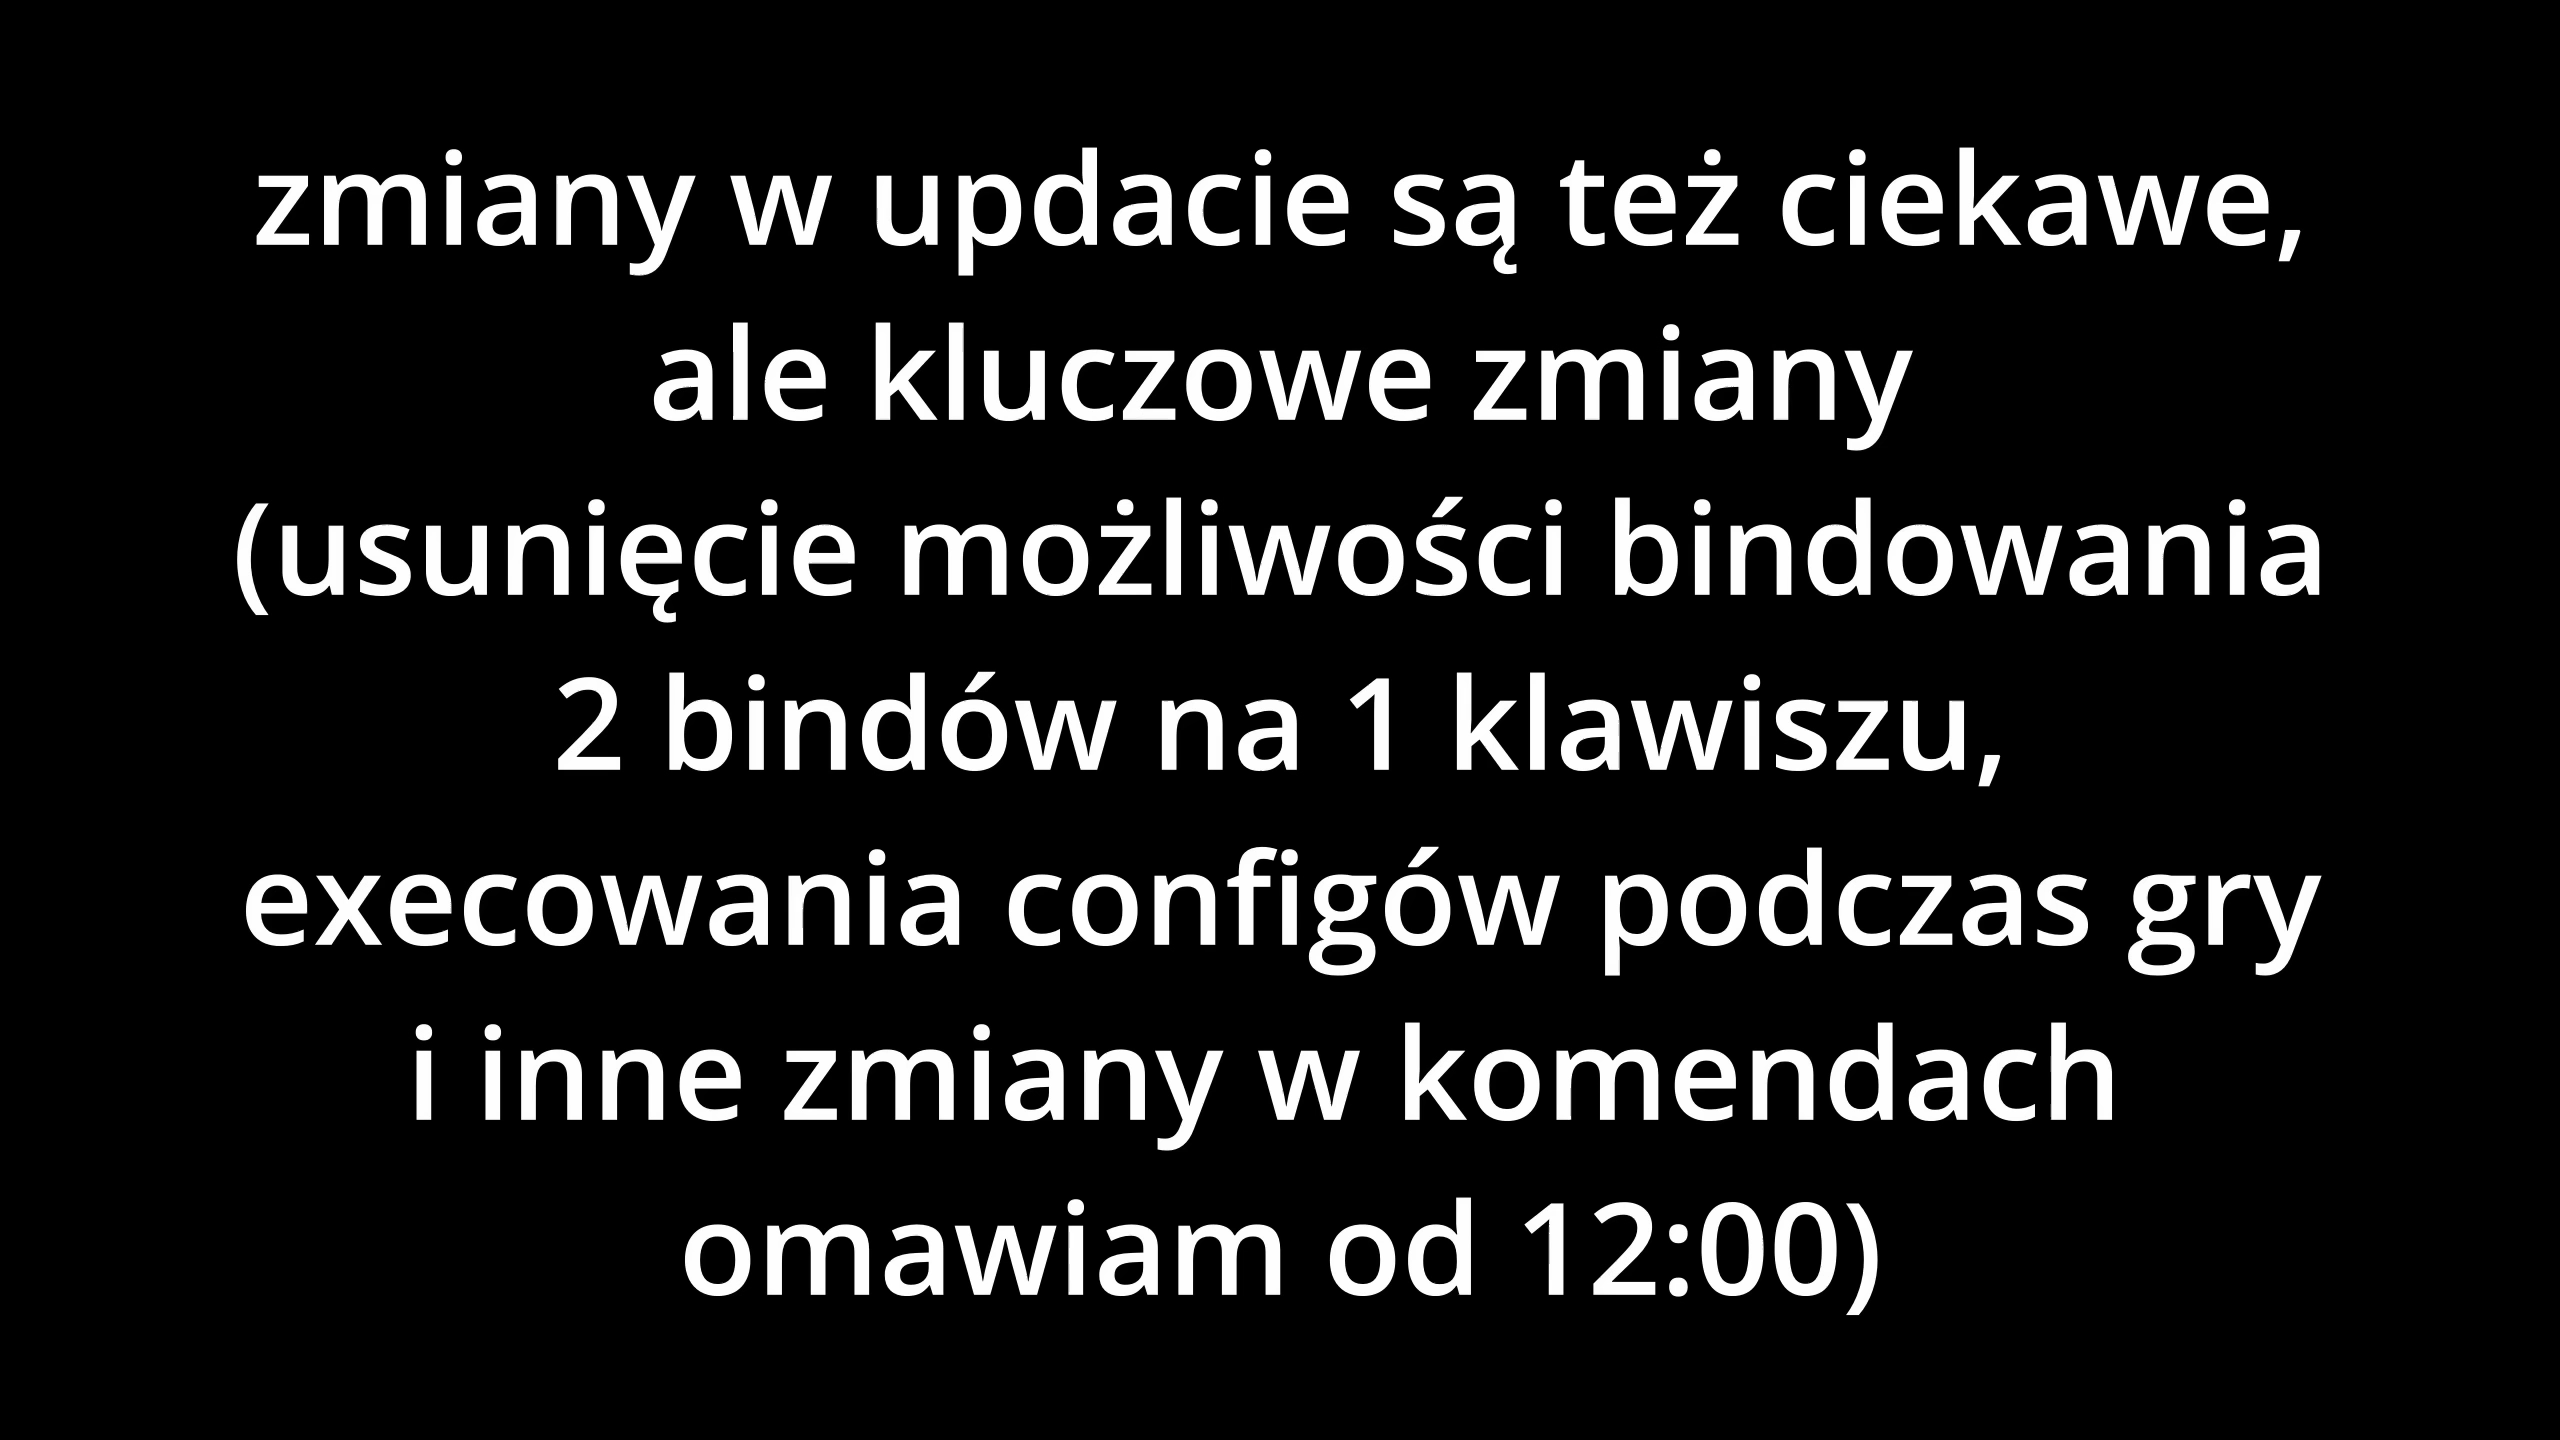 zmiany w updacie są też ciekawe,
ale kluczowe zmiany
(usunięcie możliwości bindowania
2 bindów na 1 klawiszu,
execowania configów podczas gry
i inne zmiany w komendach
omawiam od 12:00)